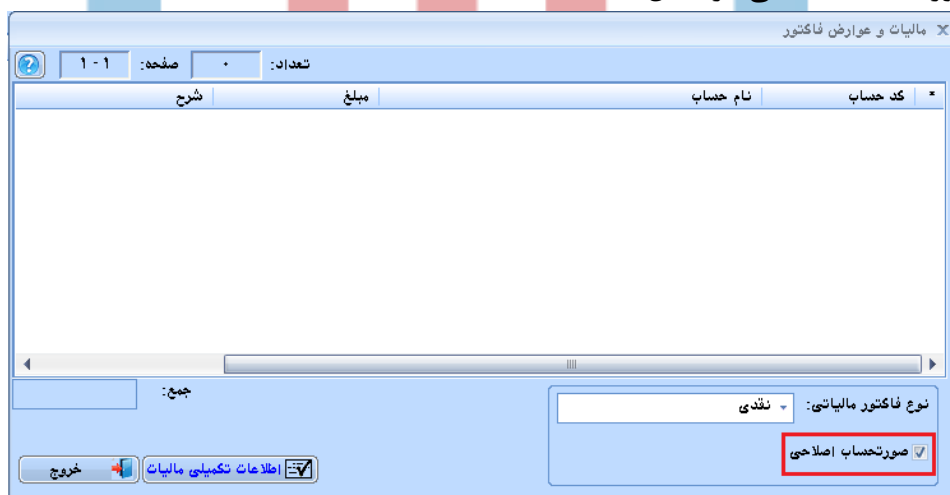 مالیات و عوارض فاکتور
تعداد: ۰ صفحه: ۱ - ۱
* کد حساب نام حساب مبلغ شرح
جمع:
نوع فاکتور مالیاتی: نقدی
صورتحساب اصلاحی
اطلاعات تکمیلی مالیات خروج